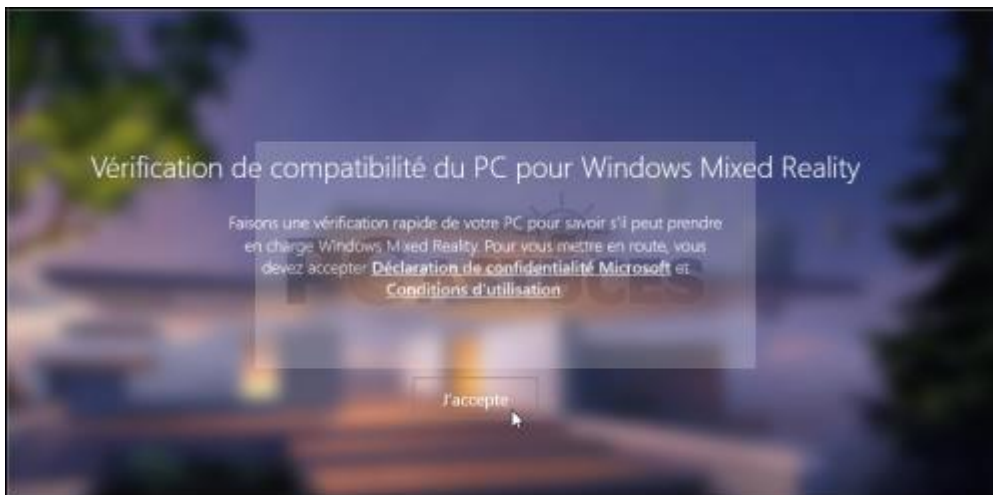 Vérification de compatibilité du PC pour Windows Mixed Reality
Faisons une vérification rapide de votre PC pour savoir s'il peut prendre
en charge Windows Mixed Reality. Pour vous mettre en route, vous
devez accepter Déclaration de confidentialité Microsoft et
Conditions d'utilisation
J'accepte